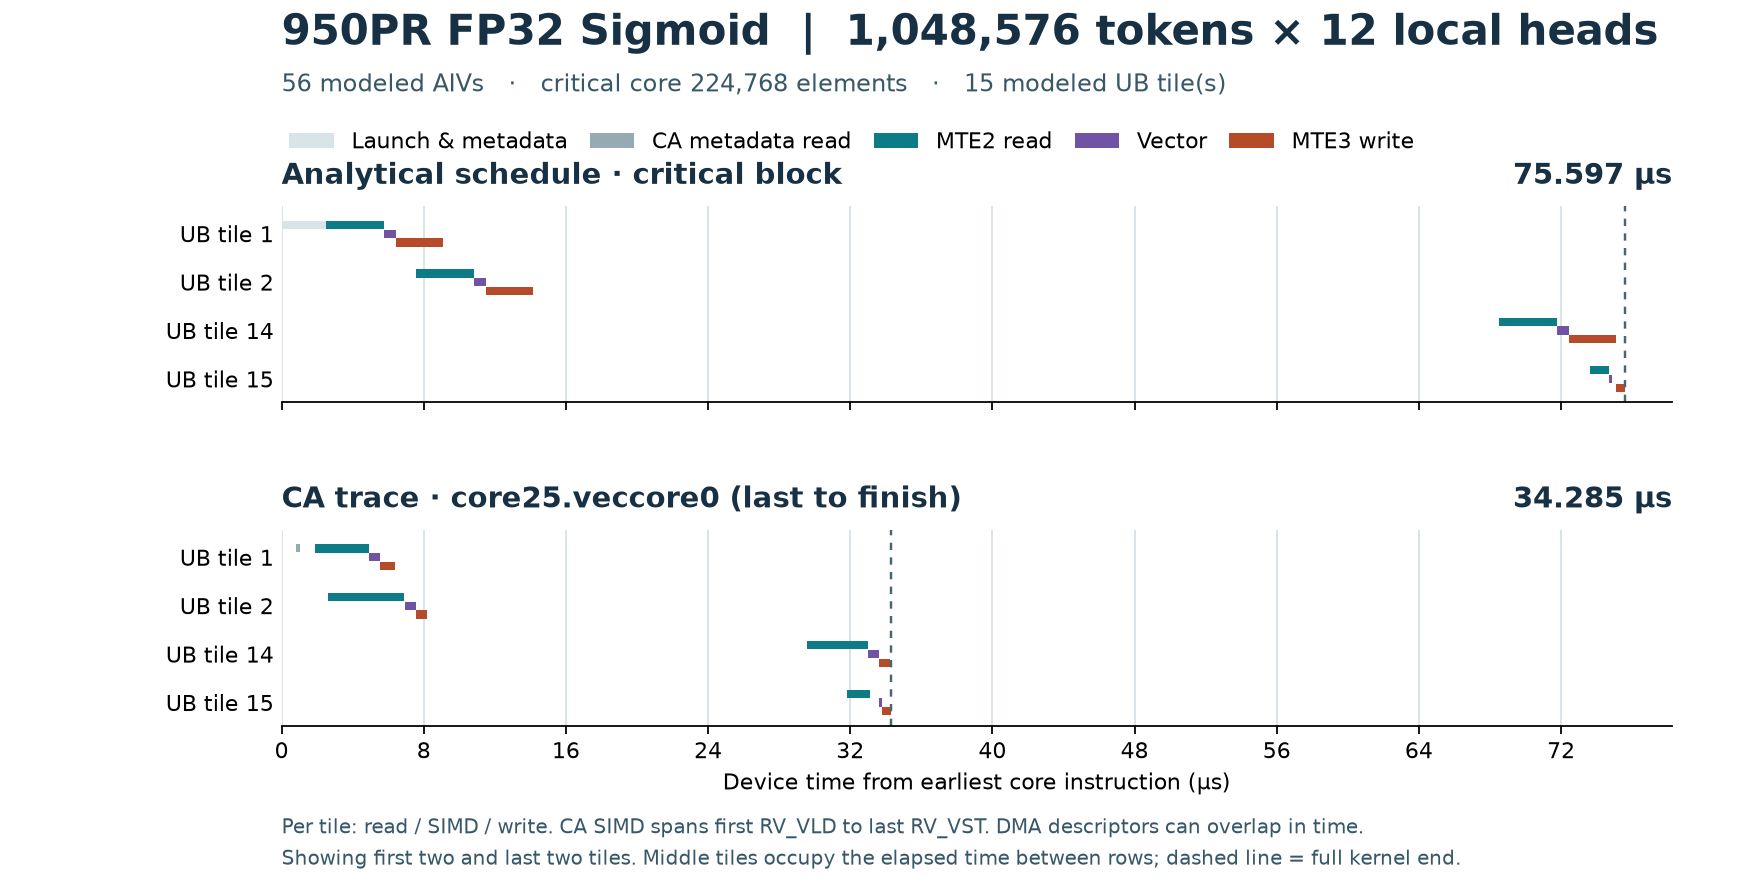 950PR FP32 Sigmoid | 1,048,576 tokens × 12 local heads
56 modeled AIVs · critical core 224,768 elements · 15 modeled UB tile(s)
Launch & metadata CA metadata read MTE2 read Vector MTE3 write
Analytical schedule · critical block 75.597 µs
UB tile 1
UB tile 2
UB tile 14
UB tile 15
CA trace · core25.veccore0 (last to finish) 34.285 µs
UB tile 1
UB tile 2
UB tile 14
UB tile 15
0 8 16 24 32 40 48 56 64 72
Device time from earliest core instruction (µs)
Per tile: read / SIMD / write. CA SIMD spans first RV_VLD to last RV_VST. DMA descriptors can overlap in time.
Showing first two and last two tiles. Middle tiles occupy the elapsed time between rows; dashed line = full kernel end.